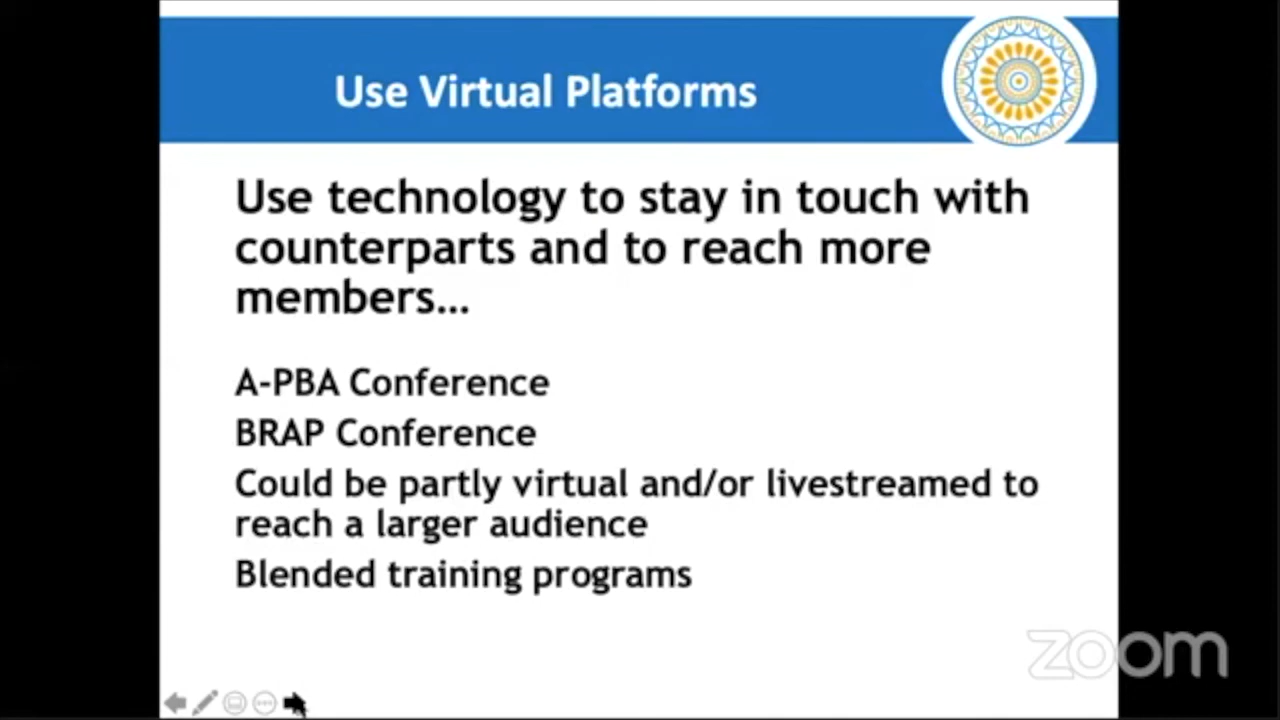 Use Virtual Platforms
Use technology to stay in touch with
counterparts and to reach more
members…
A-PBA Conference
BRAP Conference
Could be partly virtual and/or livestreamed to
reach a larger audience
Blended training programs
zoom